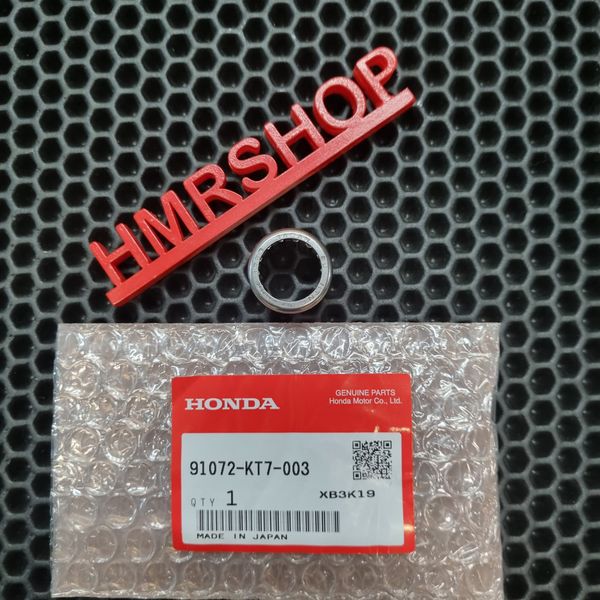 HMRSHOP
HONDA
GENUINE PARTS
Honda Motor Co., Ltd.
91072-KT7-003
QTY 1
XB3K19
MADE IN JAPAN